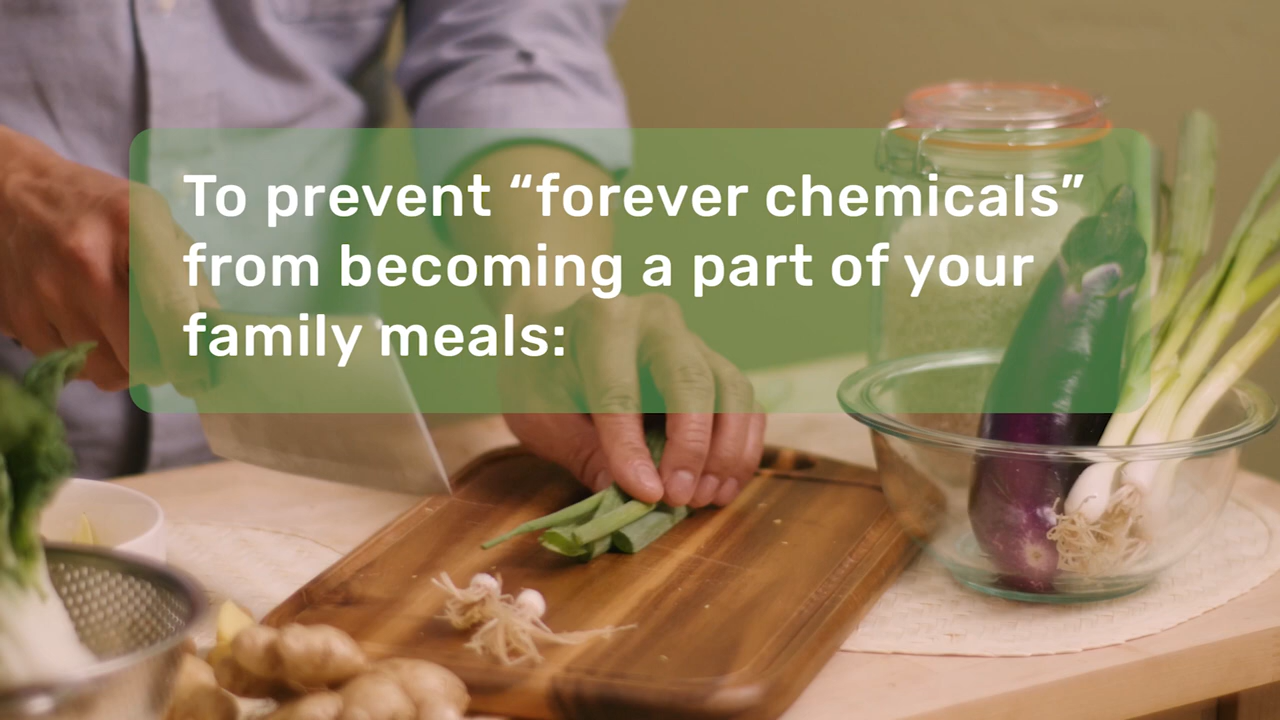 To prevent “forever chemicals”
from becoming a part of your
family meals: